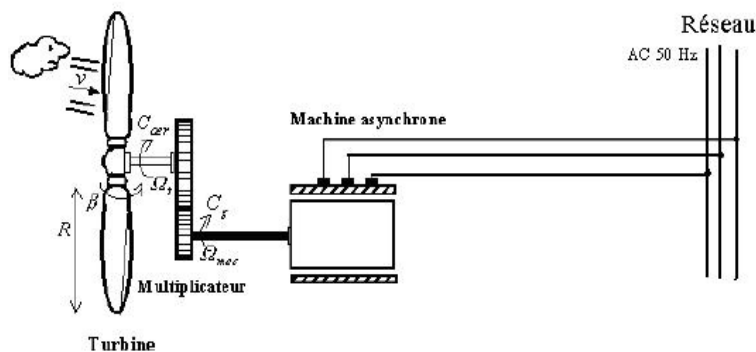 Réseau
AC 50 Hz
v
C_aer
Machine asynchrone
Ω_t
β
C_g
R
Ω_mec
Multiplicateur
Turbine